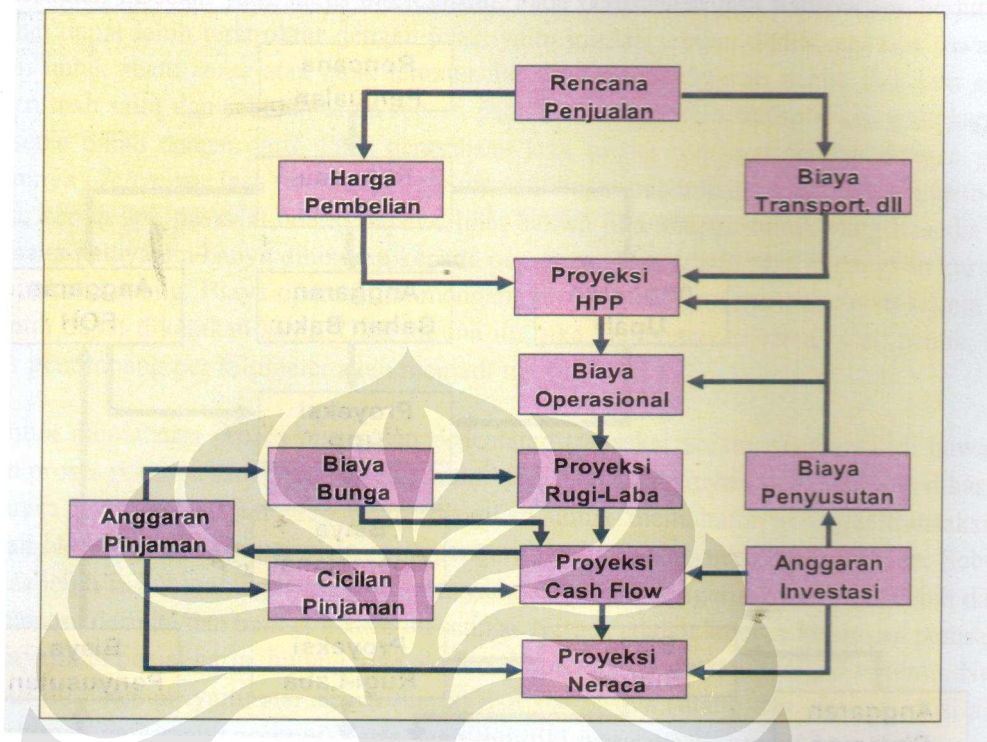 Rencana
Penjualan
Harga
Pembelian
Biaya
Transport, dll
Proyeksi
HPP
Biaya
Operasional
Biaya
Bunga
Proyeksi
Rugi-Laba
Biaya
Penyusutan
Anggaran
Pinjaman
Cicilan
Pinjaman
Proyeksi
Cash Flow
Anggaran
Investasi
Proyeksi
Neraca